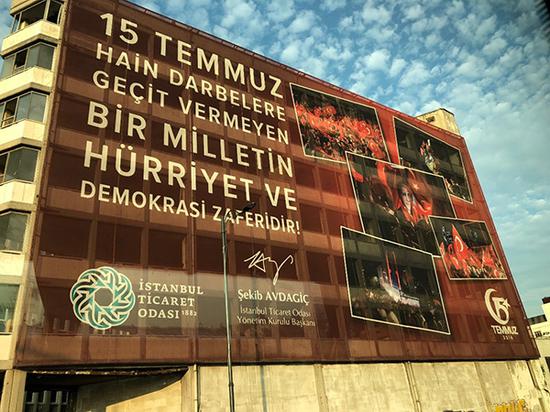 15 TEMMUZ
HAİN DARBELERE
GEÇİT VERMEYEN
BİR MİLLETİN
HÜRRİYET VE
DEMOKRASİ ZAFERİDİR!
İSTANBUL
TİCARET
ODASI 1882
Şekib AVDAGİÇ
İstanbul Ticaret Odası
Yönetim Kurulu Başkanı
15
TEMMUZ
2016